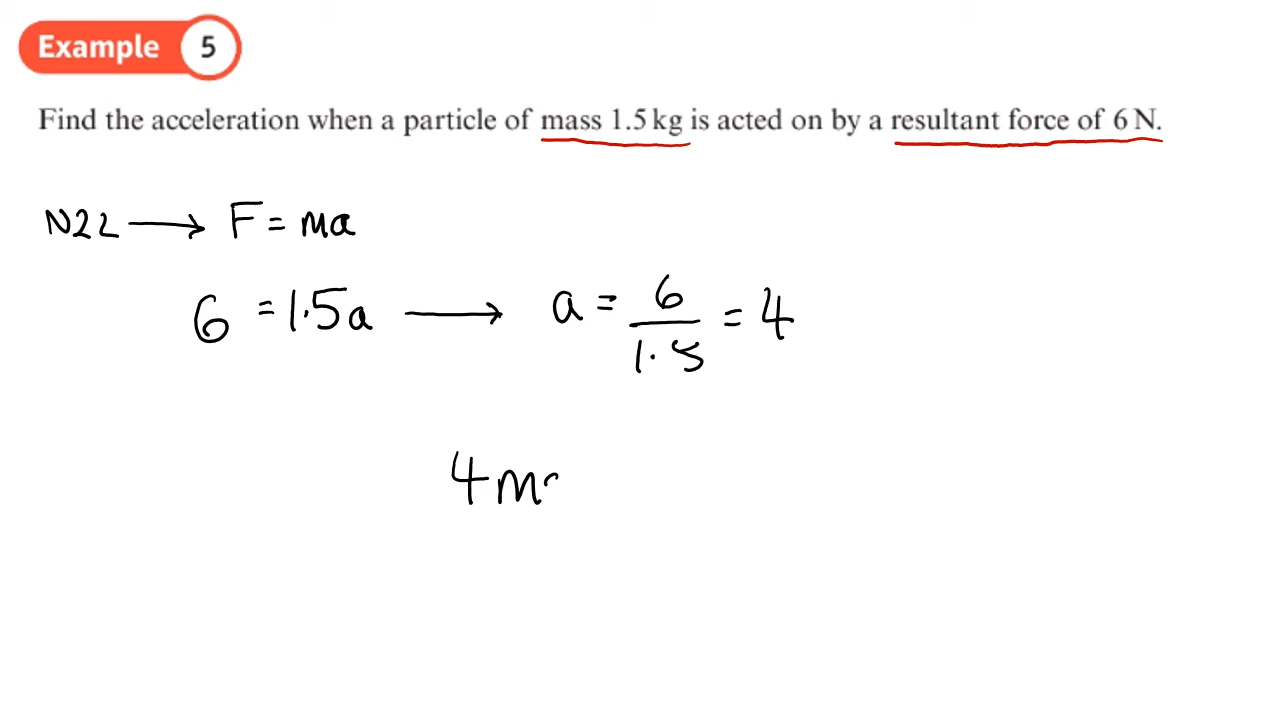 Example 5
Find the acceleration when a particle of mass 1.5 kg is acted on by a resultant force of 6 N.
N2L ⟶ F = ma
6 = 1.5a ⟶ a = 6/1.5 = 4
4m